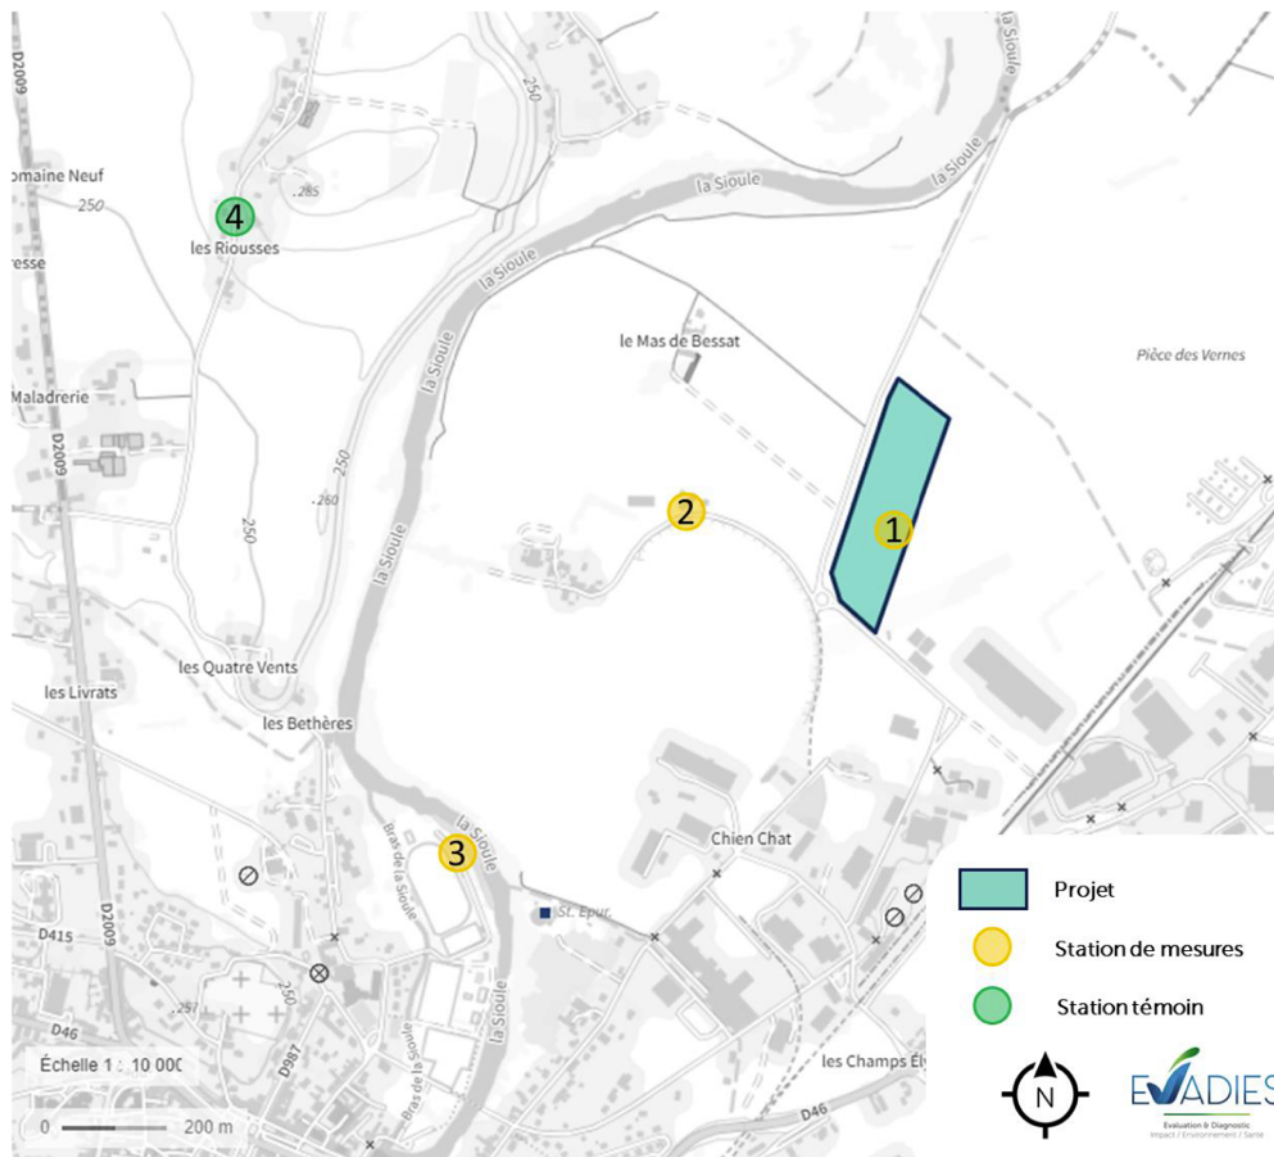 la Sioule
D2009
250
omaine Neuf
.285
la Sioule
la Sioule
250
4
les Riousses
resse
la Sioule
le Mas de Bessat
Pièce des Vernes
la Sioule
Maladrerie
D2009
250
.260
2
1
250
la Sioule
les Quatre Vents
les Livrats
les Bethères
la Sioule
Chien Chat
3
Bras de la Sioule
St. Epur.
D2009
D415
250
.257
la Sioule
D46
D987
Bras de la Sioule
les Champs Ély
D46
Échelle 1 : 10 000
0 200 m
Projet
Station de mesures
Station témoin
N
EVADIES
Evaluation & Diagnostic
Impact / Environnement / Santé